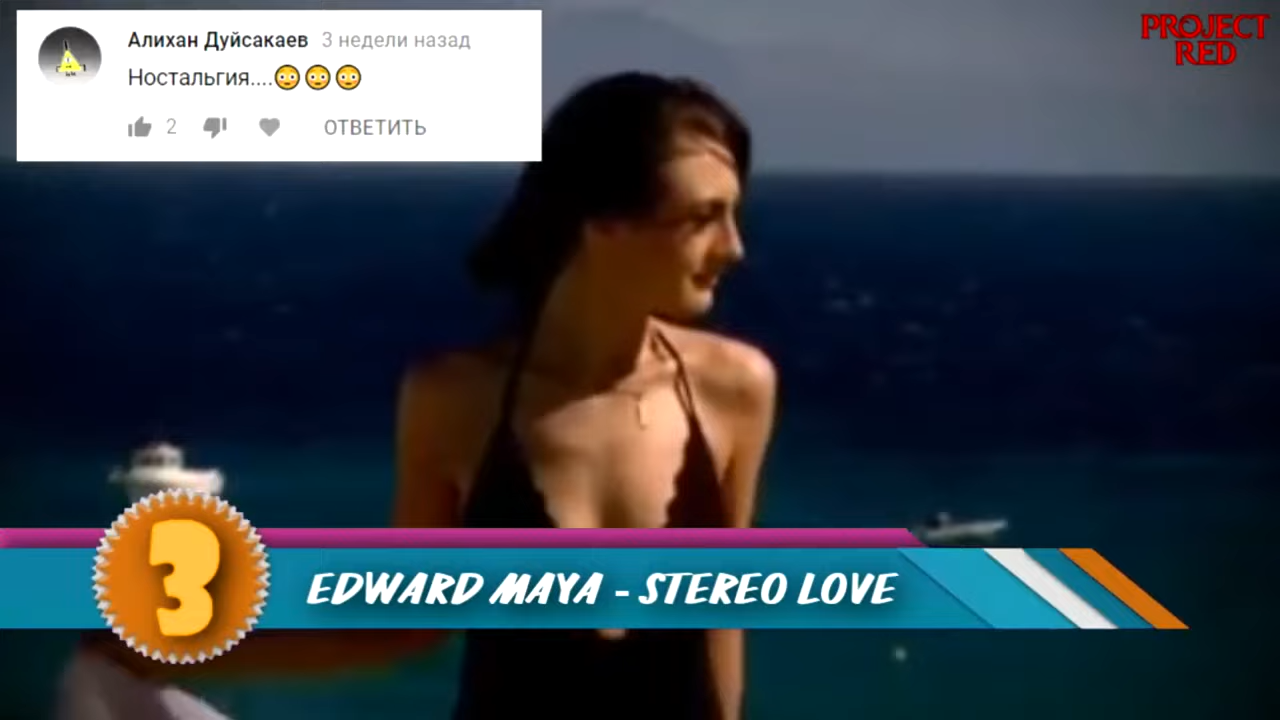 Алихан Дуйсакаев 3 недели назад
Ностальгия....😳😳😳
2 ОТВЕТИТЬ
PROJECT
RED
3
EDWARD MAYA - STEREO LOVE